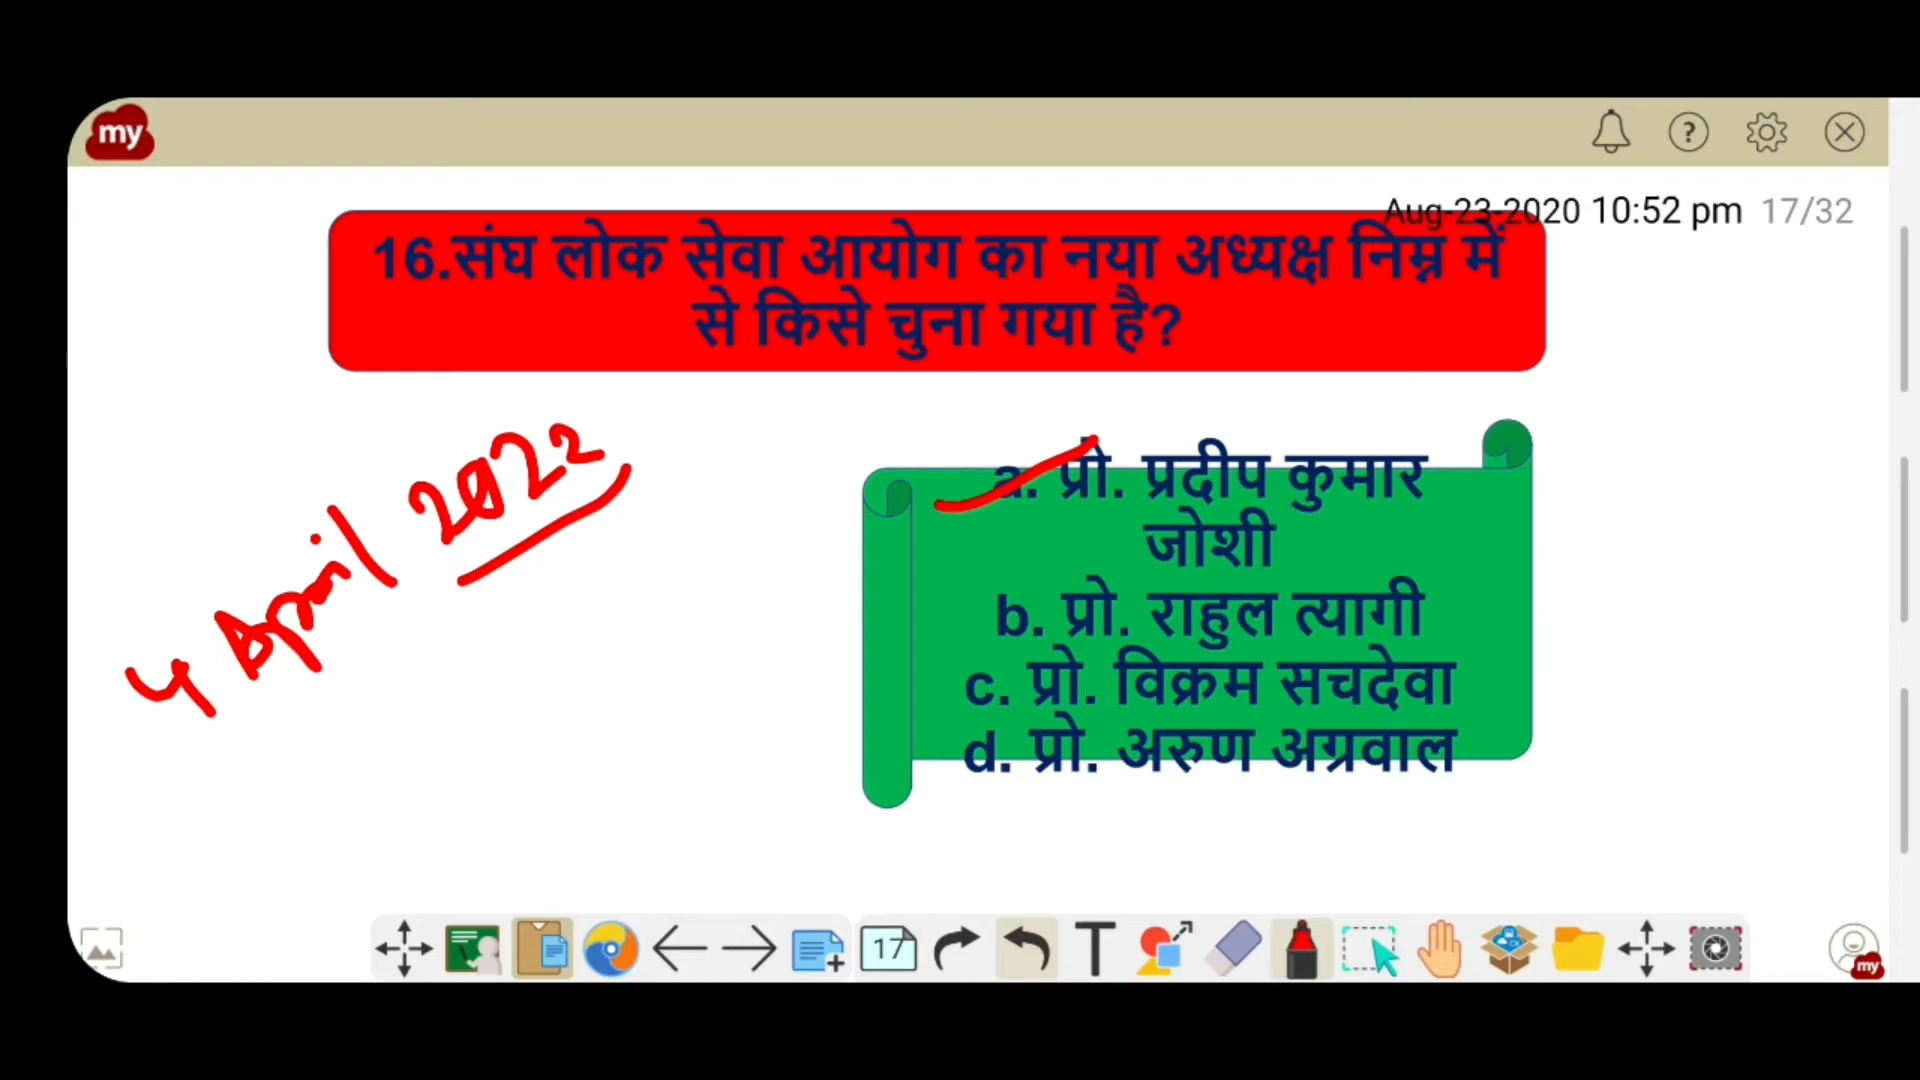 my
Aug-23-2020 10:52 pm 17/32
16.संघ लोक सेवा आयोग का नया अध्यक्ष निम्न में
से किसे चुना गया है?
4 April 2022
a. प्रो. प्रदीप कुमार
जोशी
b. प्रो. राहुल त्यागी
c. प्रो. विक्रम सचदेवा
d. प्रो. अरुण अग्रवाल
17
my